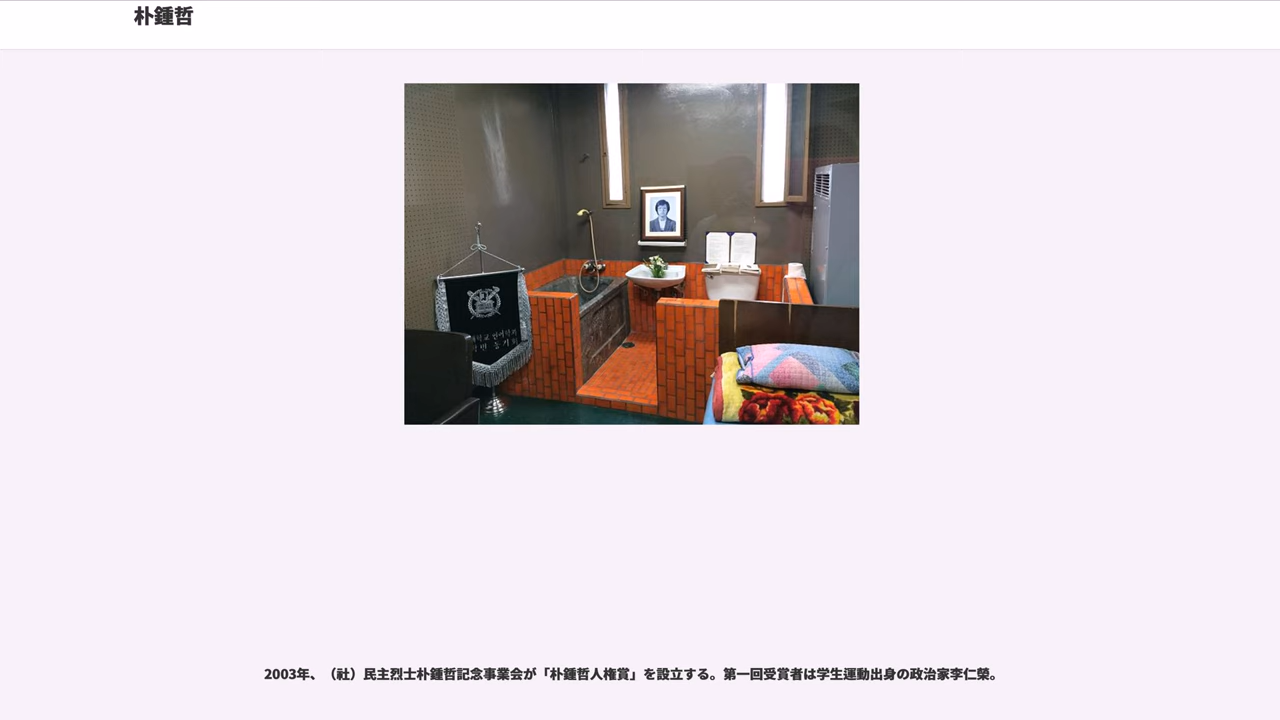 朴鍾哲
2003年、（社）民主烈士朴鍾哲記念事業会が「朴鍾哲人権賞」を設立する。第一回受賞者は学生運動出身の政治家李仁榮。